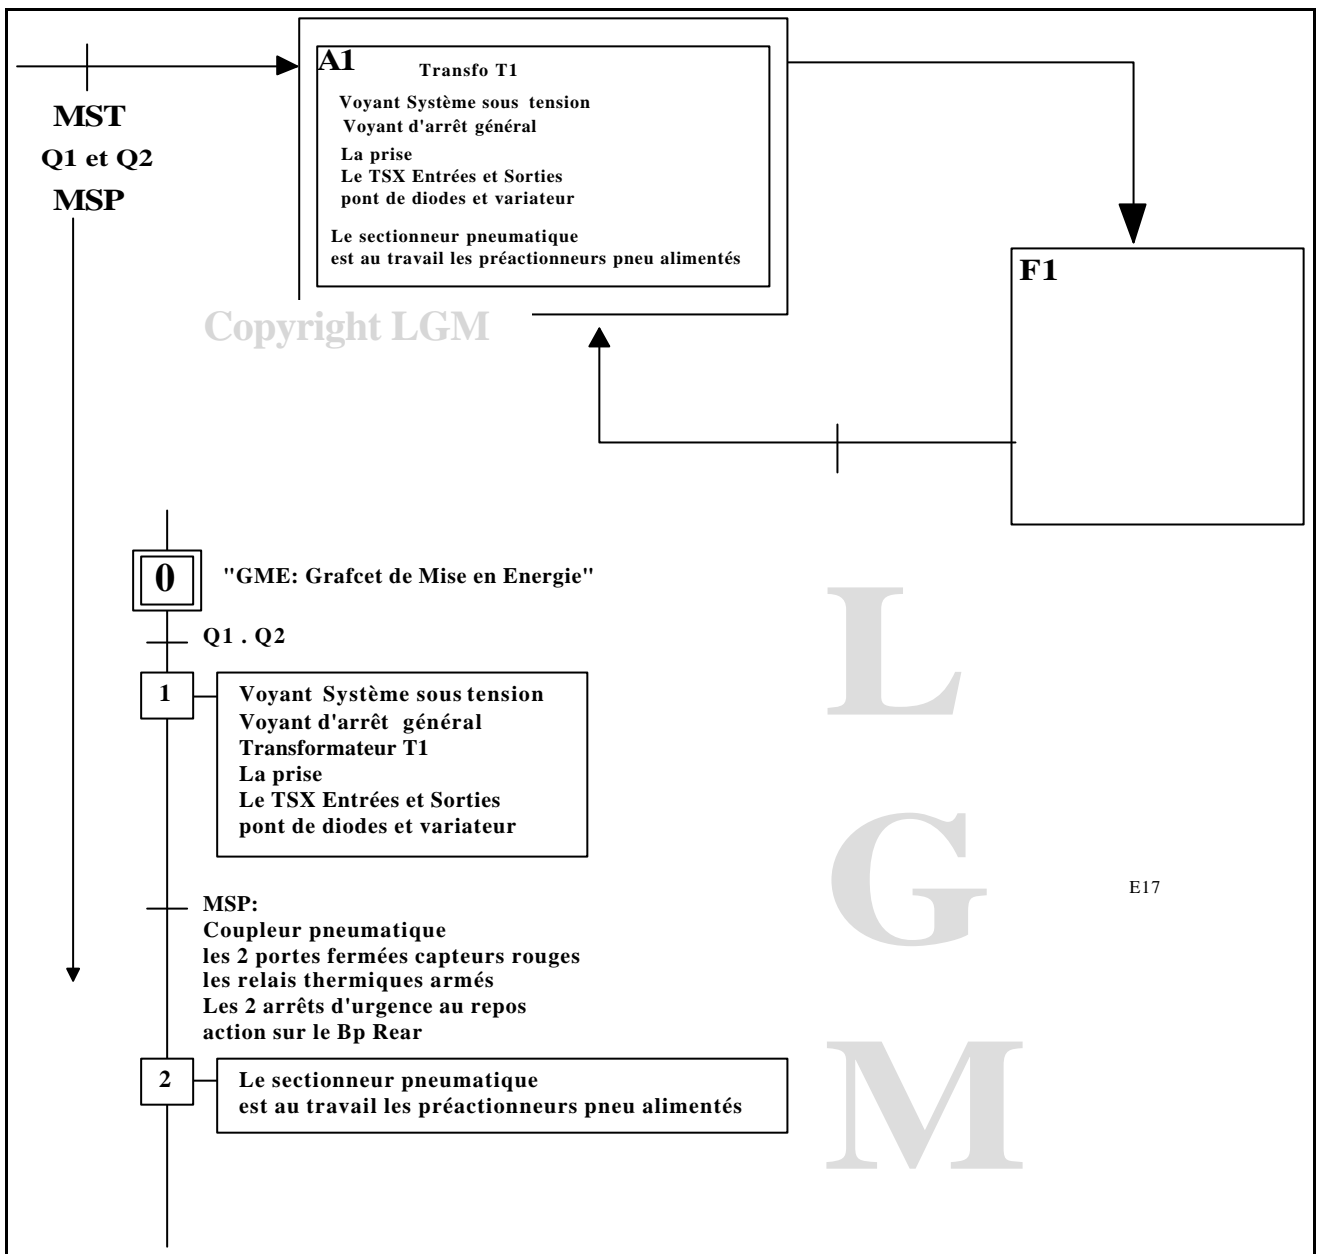 A1
Transfo T1
Voyant Système sous tension
Voyant d'arrêt général
La prise
Le TSX Entrées et Sorties
pont de diodes et variateur
Le sectionneur pneumatique
est au travail les préactionneurs pneu alimentés
MST
Q1 et Q2
MSP
F1
Copyright LGM
0
"GME: Grafcet de Mise en Energie"
Q1 . Q2
1
Voyant Système sous tension
Voyant d'arrêt général
Transformateur T1
La prise
Le TSX Entrées et Sorties
pont de diodes et variateur
MSP:
Coupleur pneumatique
les 2 portes fermées capteurs rouges
les relais thermiques armés
Les 2 arrêts d'urgence au repos
action sur le Bp Rear
2
Le sectionneur pneumatique
est au travail les préactionneurs pneu alimentés
L
G
M
E17